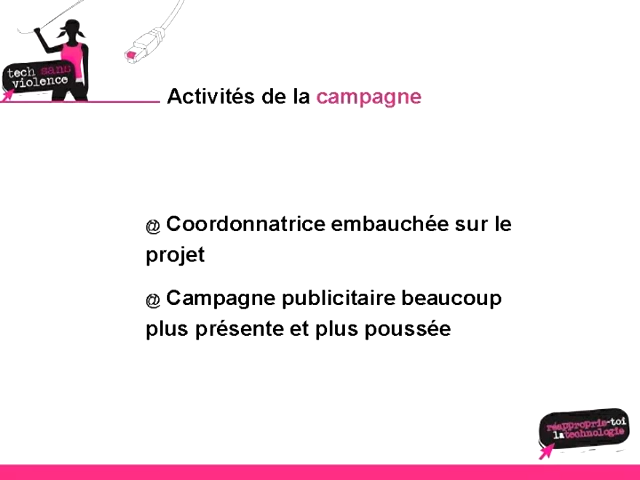 tech sans
violence
Activités de la campagne
@ Coordonnatrice embauchée sur le
projet
@ Campagne publicitaire beaucoup
plus présente et plus poussée
réapproprie-toi
la technologie